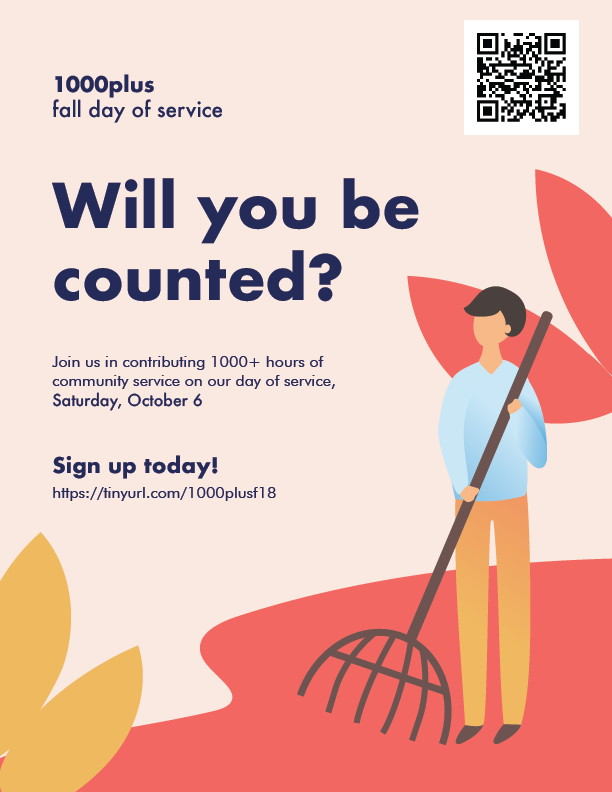 1000plus
fall day of service
Will you be
counted?
Join us in contributing 1000+ hours of
community service on our day of service,
Saturday, October 6
Sign up today!
https://tinyurl.com/1000plusf18